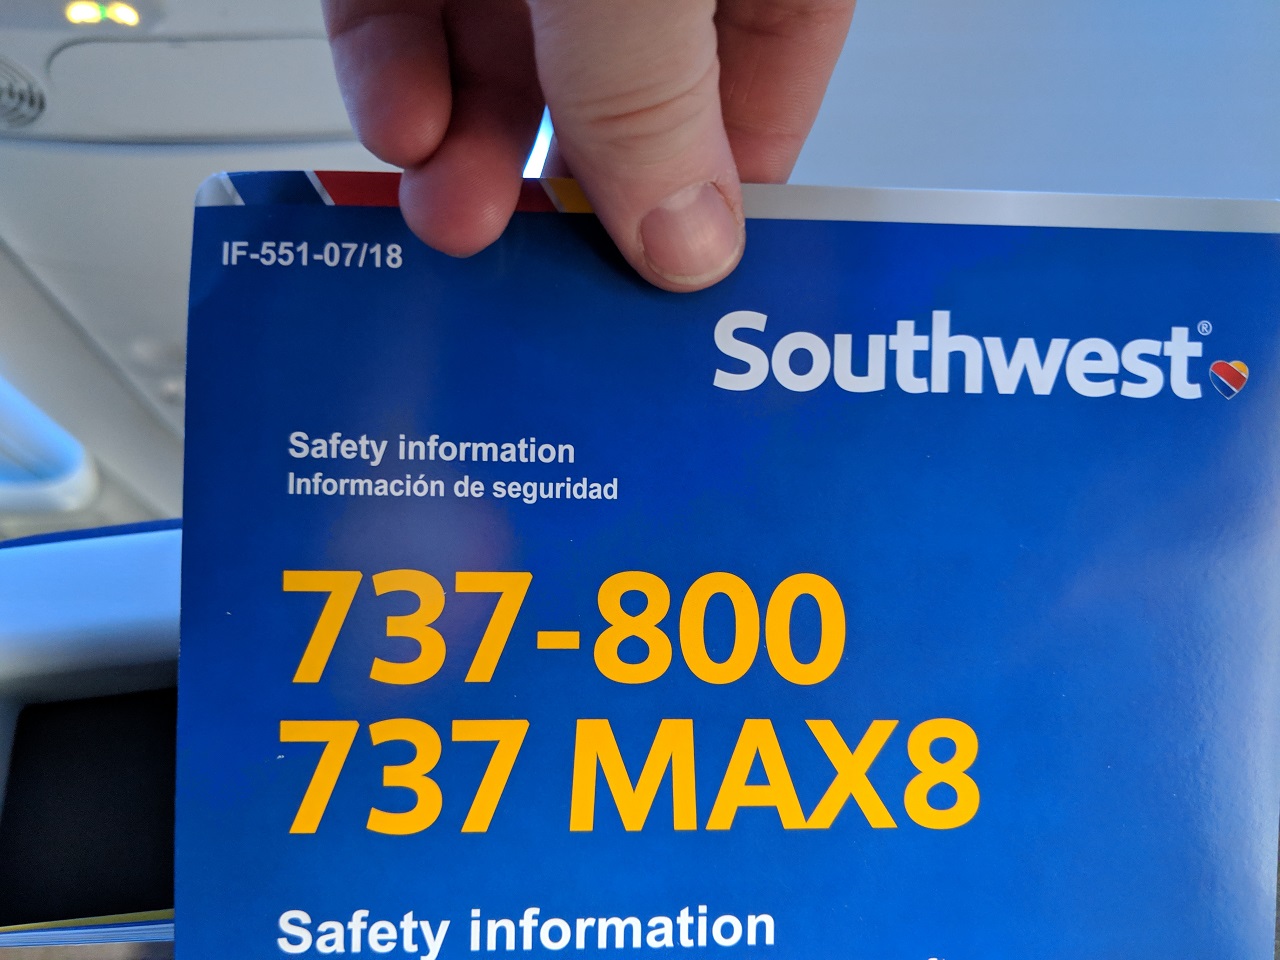 IF-551-07/18
Southwest®
Safety information
Información de seguridad
737-800
737 MAX8
Safety information